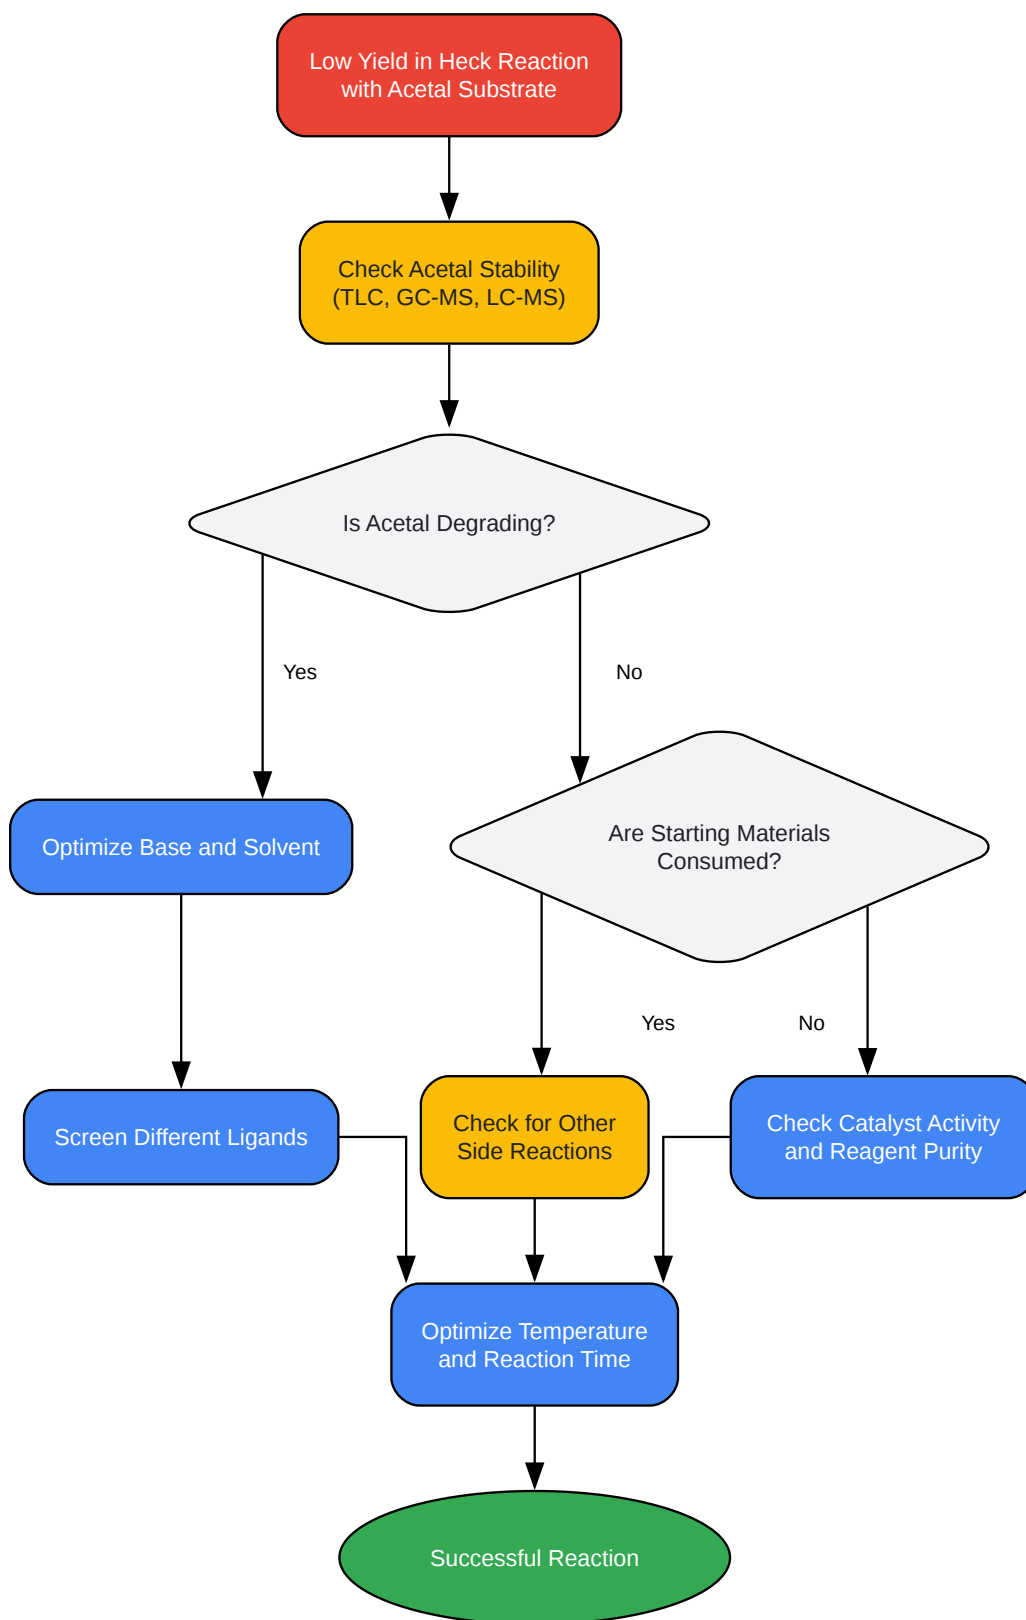 Low Yield in Heck Reaction
with Acetal Substrate
Check Acetal Stability
(TLC, GC-MS, LC-MS)
Is Acetal Degrading?
Yes
No
Optimize Base and Solvent
Are Starting Materials
Consumed?
Yes
No
Screen Different Ligands
Check for Other
Side Reactions
Check Catalyst Activity
and Reagent Purity
Optimize Temperature
and Reaction Time
Successful Reaction